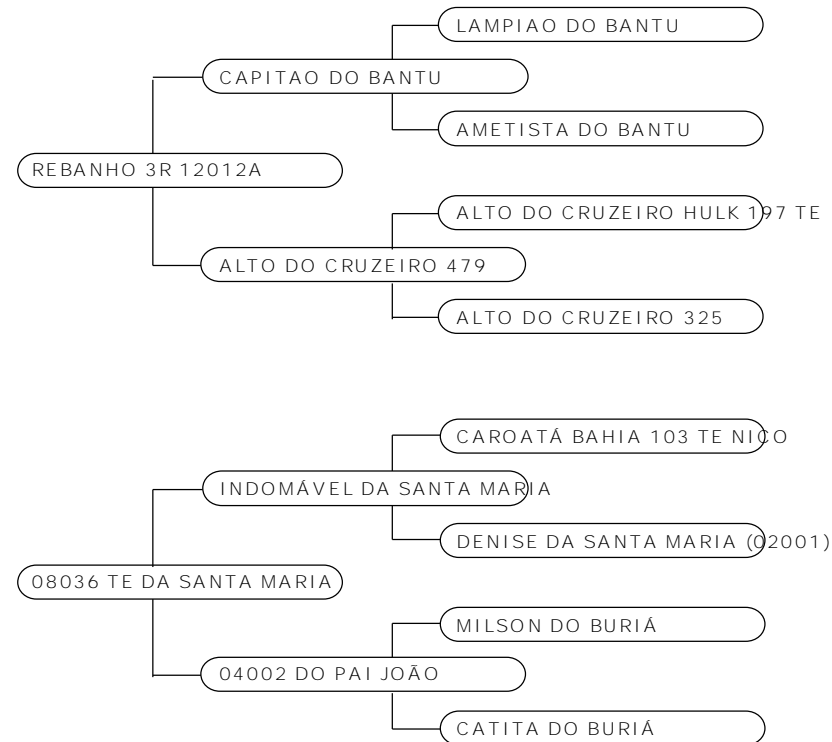 LAMPIAO DO BANTU
CAPITAO DO BANTU
AMETISTA DO BANTU
REBANHO 3R 12012A
ALTO DO CRUZEIRO HULK 197 TE
ALTO DO CRUZEIRO 479
ALTO DO CRUZEIRO 325
CAROATÁ BAHIA 103 TE NICO
INDOMÁVEL DA SANTA MARIA
DENISE DA SANTA MARIA (02001)
08036 TE DA SANTA MARIA
MILSON DO BURIÁ
04002 DO PAI JOÃO
CATITA DO BURIÁ